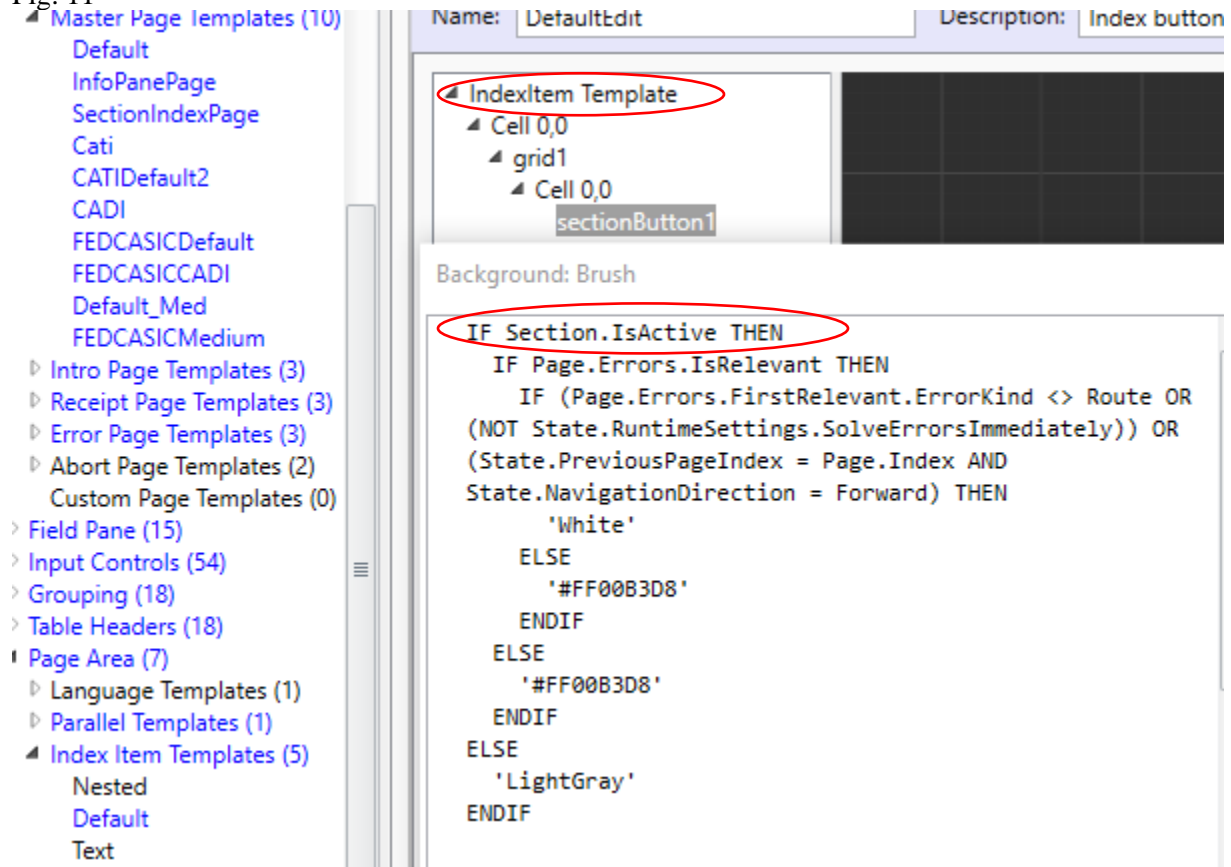 Fig. 11
Master Page Templates (10)
Default
InfoPanePage
SectionIndexPage
Cati
CATIDefault2
CADI
FEDCASICDefault
FEDCASICCADI
Default_Med
FEDCASICMedium
Intro Page Templates (3)
Receipt Page Templates (3)
Error Page Templates (3)
Abort Page Templates (2)
Custom Page Templates (0)
Field Pane (15)
Input Controls (54)
Grouping (18)
Table Headers (18)
Page Area (7)
Language Templates (1)
Parallel Templates (1)
Index Item Templates (5)
Nested
Default
Text
Name: DefaultEdit Description: Index button
IndexItem Template
Cell 0,0
grid1
Cell 0,0
sectionButton1
Background: Brush
IF Section.IsActive THEN
IF Page.Errors.IsRelevant THEN
IF (Page.Errors.FirstRelevant.ErrorKind <> Route OR
(NOT State.RuntimeSettings.SolveErrorsImmediately)) OR
(State.PreviousPageIndex = Page.Index AND
State.NavigationDirection = Forward) THEN
'White'
ELSE
'#FF00B3D8'
ENDIF
ELSE
'#FF00B3D8'
ENDIF
ELSE
'LightGray'
ENDIF